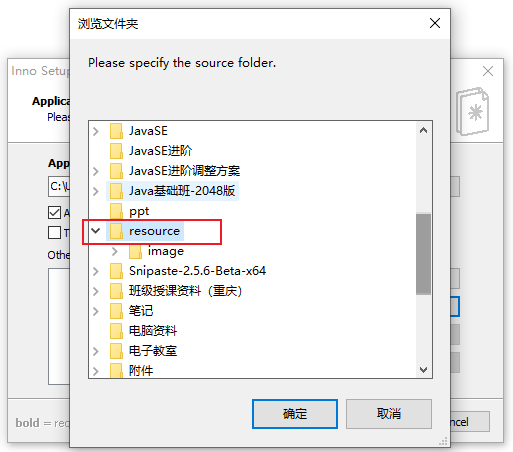 浏览文件夹
Please specify the source folder.
Inno Setup
Applica
Plea
App
C:\U
A
T
Othe
JavaSE
JavaSE进阶
JavaSE进阶调整方案
Java基础班-2048版
ppt
resource
image
Snipaste-2.5.6-Beta-x64
班级授课资料（重庆）
笔记
电脑资料
电子教室
附件
确定
取消
bold = req
ncel